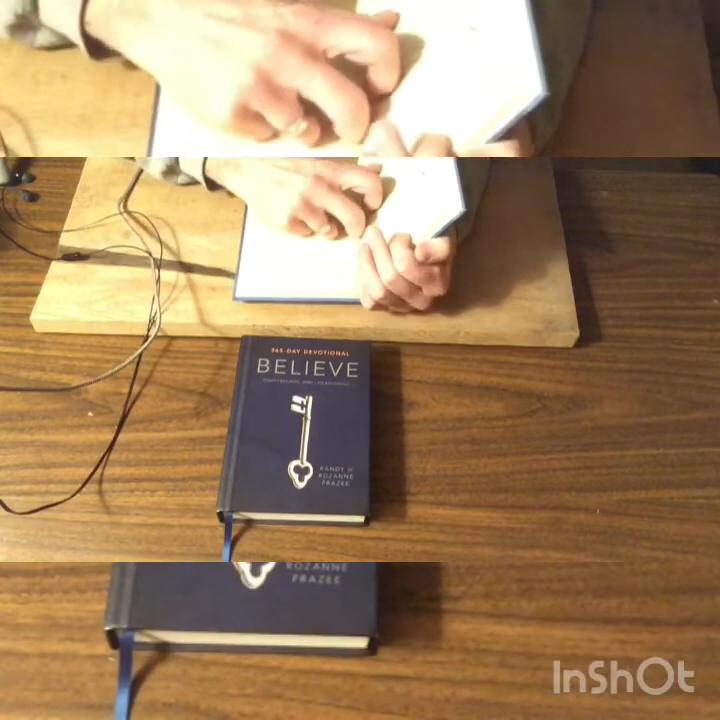 365 DAY DEVOTIONAL
BELIEVE
RANDY &
ROZANNE
FRAZEE
ROZANNE
FRAZEE
InShOt